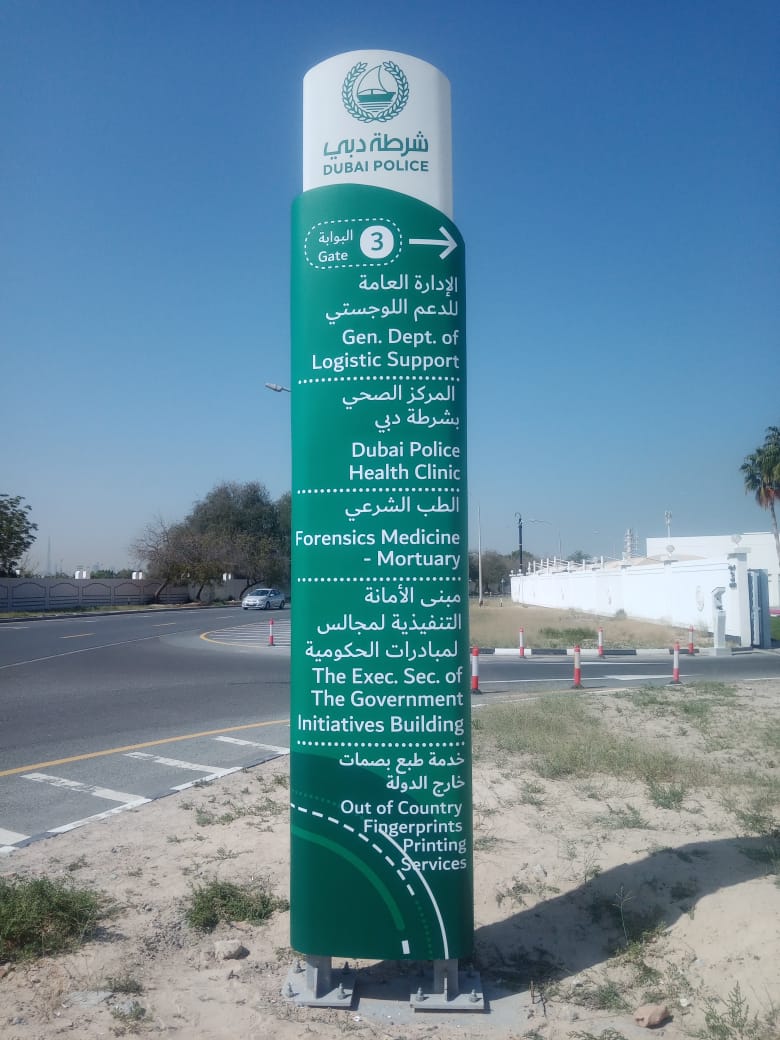 شرطة دبي
DUBAI POLICE
البوابة
Gate
3
الإدارة العامة
للدعم اللوجستي
Gen. Dept. of
Logistic Support
المركز الصحي
بشرطة دبي
Dubai Police
Health Clinic
الطب الشرعي
Forensics Medicine
- Mortuary
مبنى الأمانة
التنفيذية لمجالس
لمبادرات الحكومية
The Exec. Sec. of
The Government
Initiatives Building
خدمة طبع بصمات
خارج الدولة
Out of Country
Fingerprints
Printing
Services